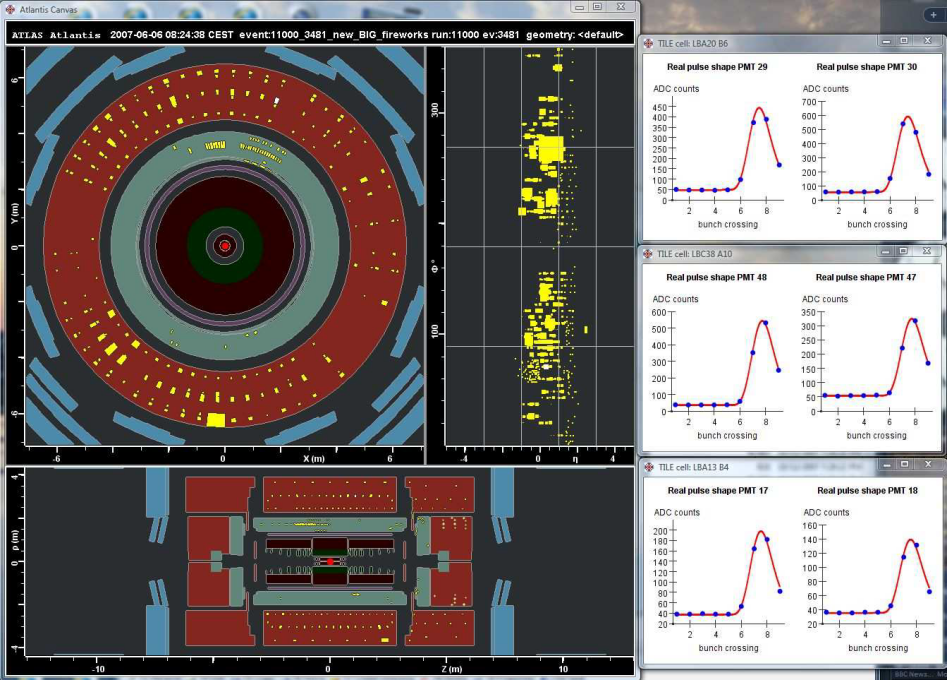 Atlantis Canvas
ATLAS Atlantis 2007-06-06 08:24:38 CEST event:11000_3481_new_BIG_fireworks run:11000 ev:3481 geometry: <default>
6
Y (m)
0
-6
-6 0 X (m) 6
300
Φ °
100
-4 0 η 4
4
ρ (m)
0
-4
-10 0 Z (m) 10
TILE cell: LBA20 B6
Real pulse shape PMT 29
ADC counts
450
400
350
300
250
200
150
100
50
0
2 4 6 8
bunch crossing
Real pulse shape PMT 30
ADC counts
700
600
500
400
300
200
100
0
2 4 6 8
bunch crossing
TILE cell: LBC38 A10
Real pulse shape PMT 48
ADC counts
600
500
400
300
200
100
0
2 4 6 8
bunch crossing
Real pulse shape PMT 47
ADC counts
350
300
250
200
150
100
50
0
2 4 6 8
bunch crossing
TILE cell: LBA13 B4
Real pulse shape PMT 17
ADC counts
200
180
160
140
120
100
80
60
40
20
2 4 6 8
bunch crossing
Real pulse shape PMT 18
ADC counts
160
140
120
100
80
60
40
20
2 4 6 8
bunch crossing
BBC News...